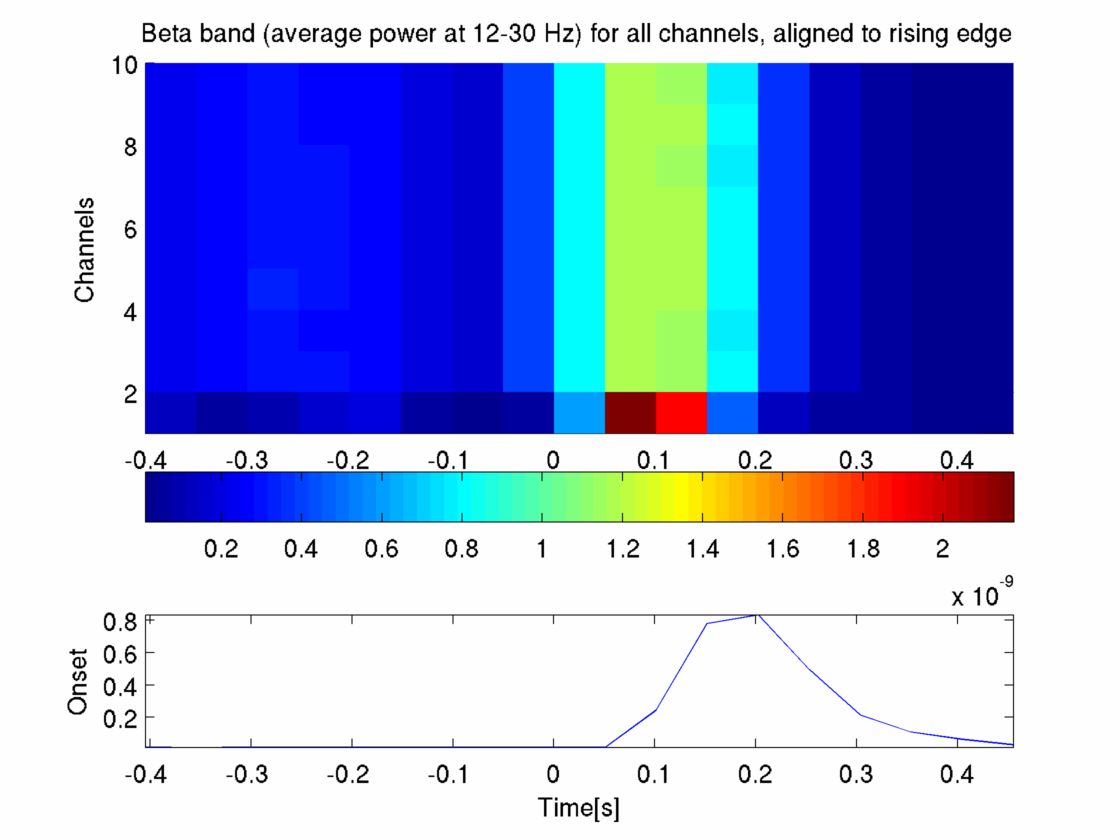 Beta band (average power at 12-30 Hz) for all channels, aligned to rising edge
10
8
6
4
2
Channels
-0.4 -0.3 -0.2 -0.1 0 0.1 0.2 0.3 0.4
0.2 0.4 0.6 0.8 1 1.2 1.4 1.6 1.8 2
x 10⁻⁹
0.8
0.6
0.4
0.2
Onset
-0.4 -0.3 -0.2 -0.1 0 0.1 0.2 0.3 0.4
Time[s]